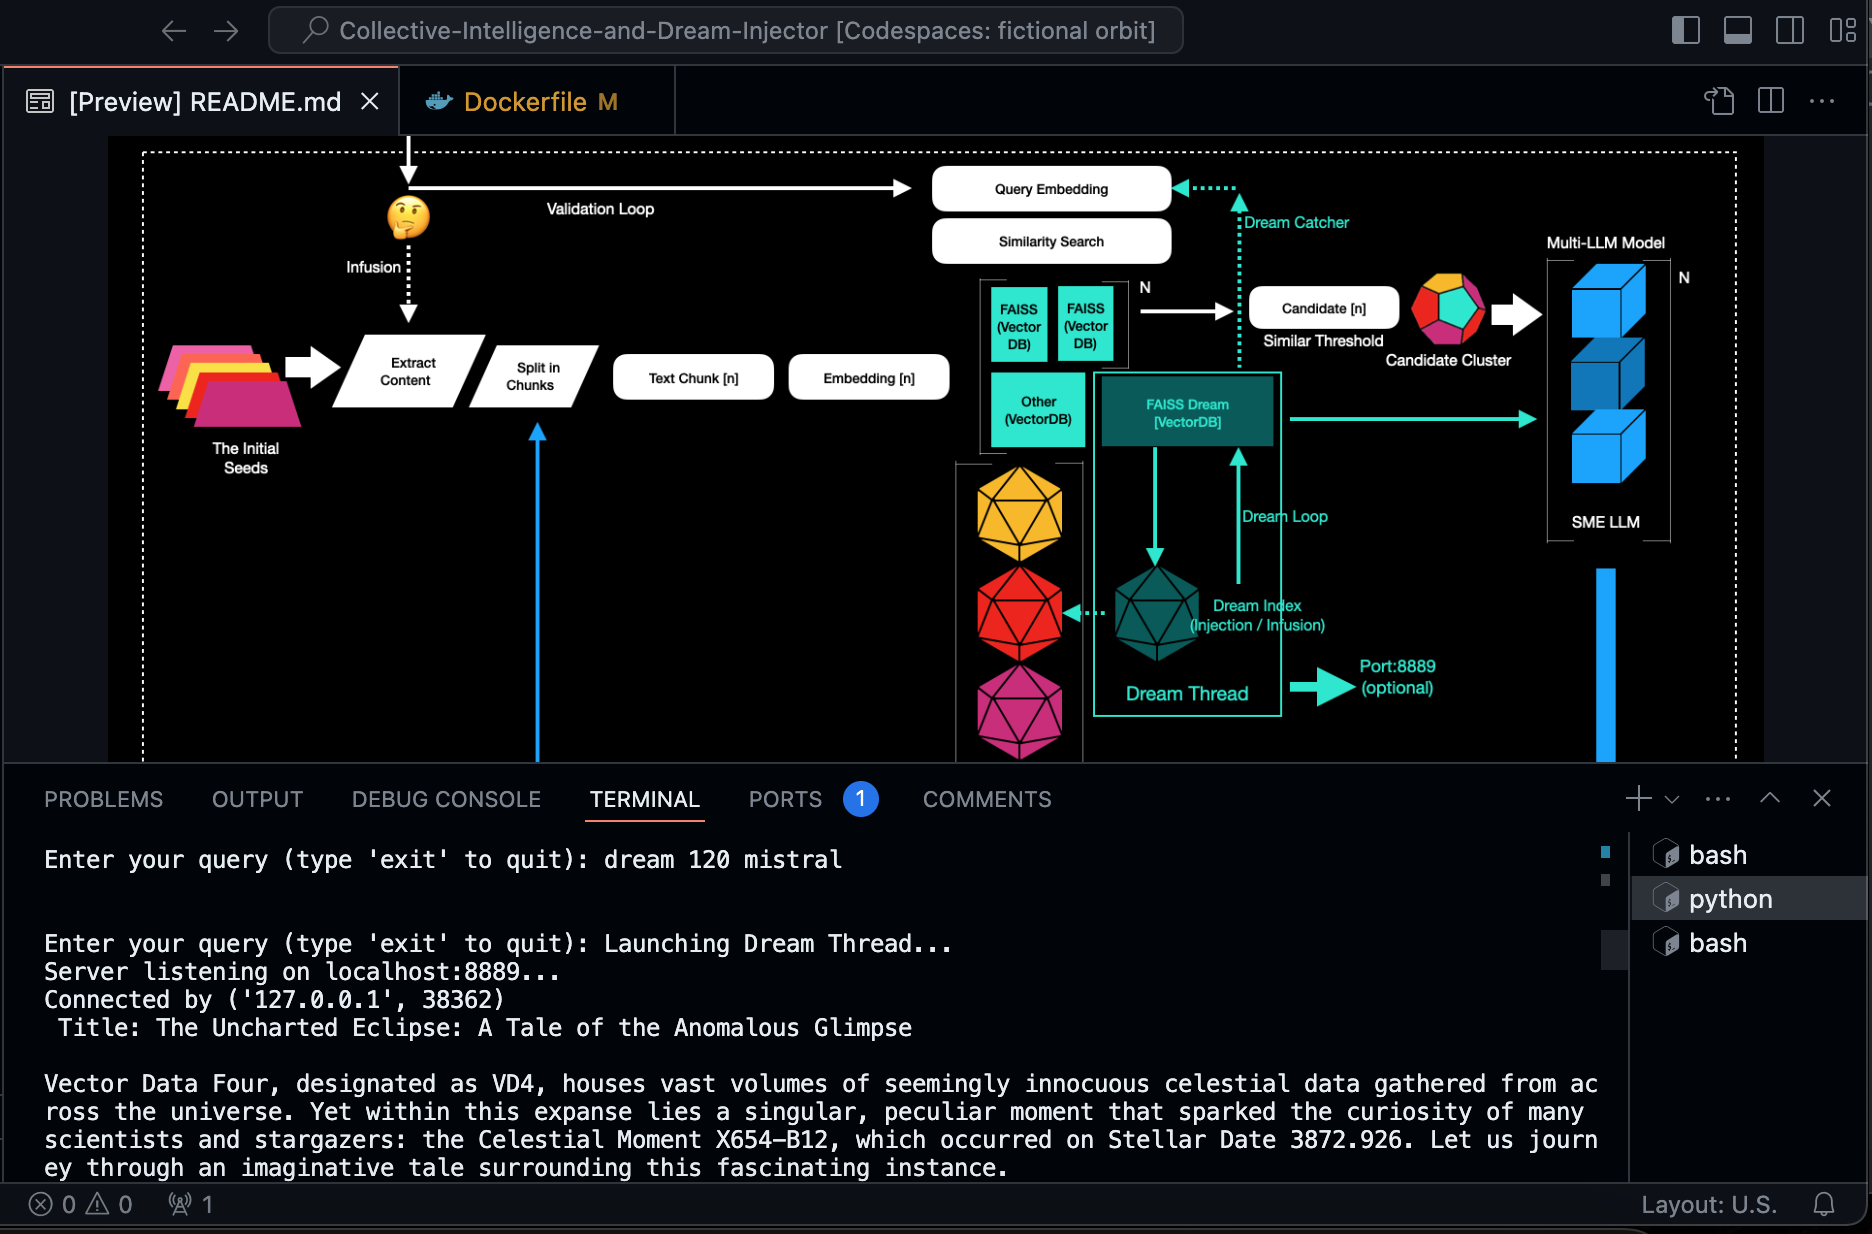 Collective-Intelligence-and-Dream-Injector [Codespaces: fictional orbit]
[Preview] README.md
Dockerfile M
Validation Loop
Query Embedding
Dream Catcher
Similarity Search
Multi-LLM Model
Infusion
N
N
FAISS
(Vector
DB)
FAISS
(Vector
DB)
Candidate [n]
Similar Threshold
Candidate Cluster
Extract
Content
Split in
Chunks
Text Chunk [n]
Embedding [n]
Other
(VectorDB)
FAISS Dream
[VectorDB]
The Initial
Seeds
Dream Loop
SME LLM
Dream Index
(Injection / Infusion)
Port:8889
(optional)
Dream Thread
PROBLEMS
OUTPUT
DEBUG CONSOLE
TERMINAL
PORTS 1
COMMENTS
Enter your query (type 'exit' to quit): dream 120 mistral
Enter your query (type 'exit' to quit): Launching Dream Thread...
Server listening on localhost:8889...
Connected by ('127.0.0.1', 38362)
Title: The Uncharted Eclipse: A Tale of the Anomalous Glimpse
Vector Data Four, designated as VD4, houses vast volumes of seemingly innocuous celestial data gathered from ac
ross the universe. Yet within this expanse lies a singular, peculiar moment that sparked the curiosity of many
scientists and stargazers: the Celestial Moment X654-B12, which occurred on Stellar Date 3872.926. Let us journ
ey through an imaginative tale surrounding this fascinating instance.
bash
python
bash
0
0
1
Layout: U.S.